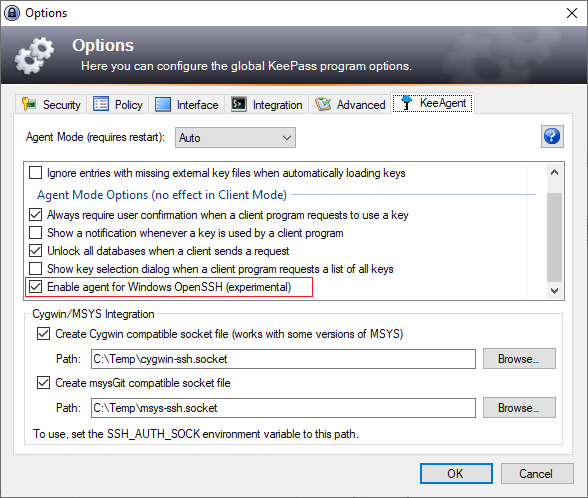 Options
Options
Here you can configure the global KeePass program options.
Security Policy Interface Integration Advanced KeeAgent
Agent Mode (requires restart): Auto ?
Ignore entries with missing external key files when automatically loading keys
Agent Mode Options (no effect in Client Mode)
Always require user confirmation when a client program requests to use a key
Show a notification whenever a key is used by a client program
Unlock all databases when a client sends a request
Show key selection dialog when a client program requests a list of all keys
Enable agent for Windows OpenSSH (experimental)
Cygwin/MSYS Integration
Create Cygwin compatible socket file (works with some versions of MSYS)
Path: C:\Temp\cygwin-ssh.socket Browse...
Create msysGit compatible socket file
Path: C:\Temp\msys-ssh.socket Browse...
To use, set the SSH_AUTH_SOCK environment variable to this path.
OK Cancel